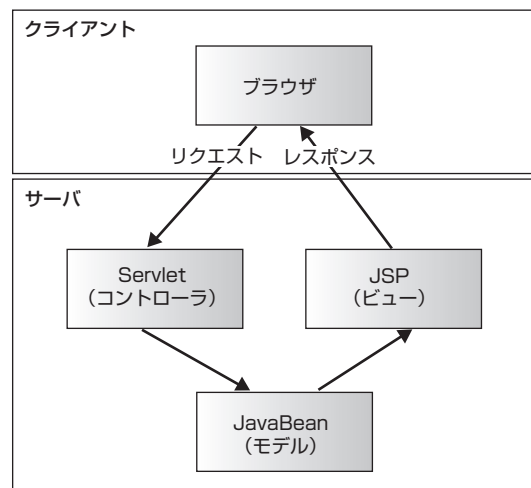 クライアント
ブラウザ
リクエスト レスポンス
サーバ
Servlet
（コントローラ）
JSP
（ビュー）
JavaBean
（モデル）